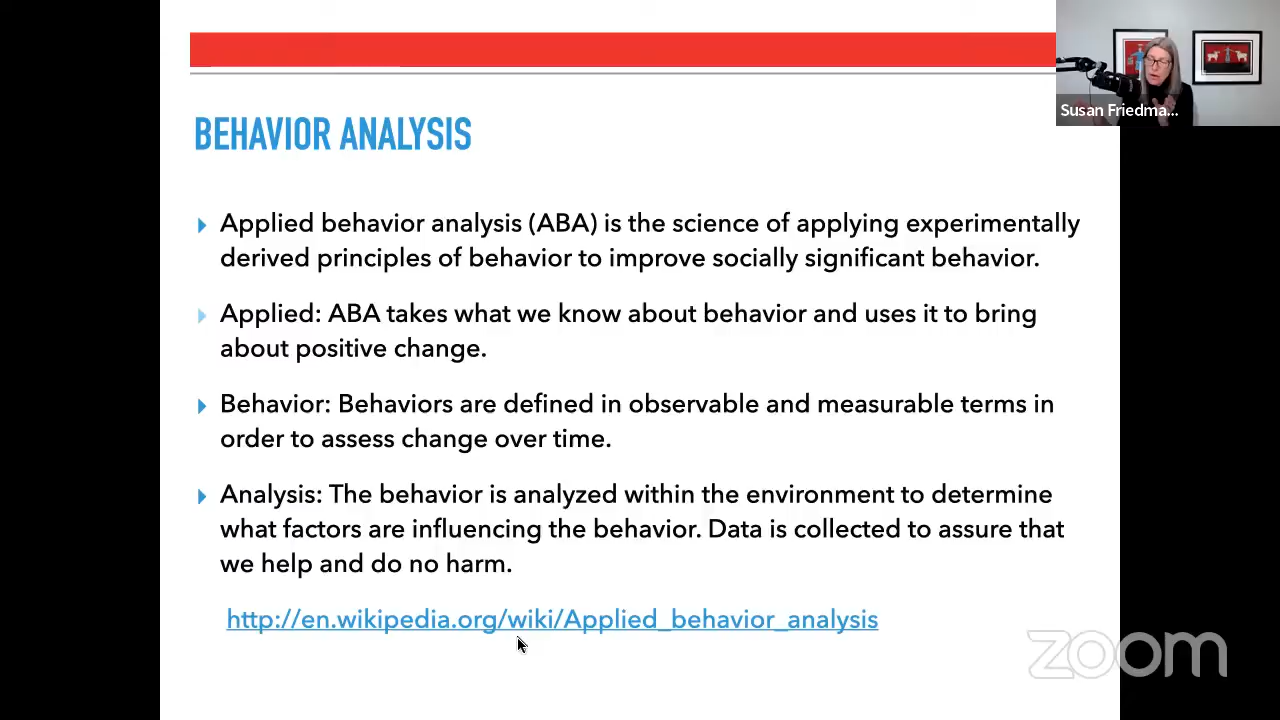 BEHAVIOR ANALYSIS
Applied behavior analysis (ABA) is the science of applying experimentally
derived principles of behavior to improve socially significant behavior.
Applied: ABA takes what we know about behavior and uses it to bring
about positive change.
Behavior: Behaviors are defined in observable and measurable terms in
order to assess change over time.
Analysis: The behavior is analyzed within the environment to determine
what factors are influencing the behavior. Data is collected to assure that
we help and do no harm.
http://en.wikipedia.org/wiki/Applied_behavior_analysis
Susan Friedma...
zoom